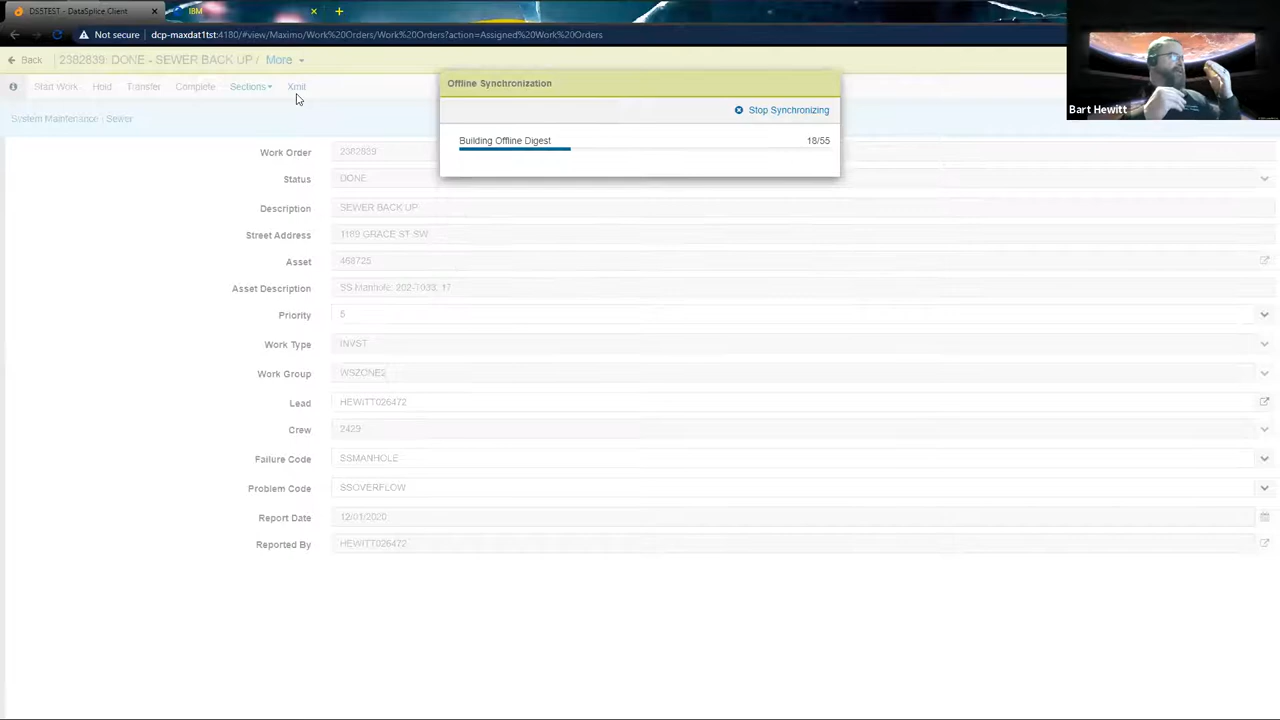 DS5TEST - DataSplice Client
IBM
Not secure
dcp-maxdat1tst:4180/#view/Maximo/Work%20Orders/Work%20Orders?action=Assigned%20Work%20Orders
Back
2382839: DONE - SEWER BACK UP /
More
Start Work
Hold
Transfer
Complete
Sections
Xmit
System Maintenance - Sewer
Offline Synchronization
Stop Synchronizing
Building Offline Digest
18/55
Bart Hewitt
Work Order 2382839
Status DONE
Description SEWER BACK UP
Street Address 1189 GRACE ST SW
Asset 468725
Asset Description SS Manhole: 17
Priority 5
Work Type INVST
Work Group WSZONE2
Lead HEWITT026472
Crew 2429
Failure Code SSMANHOLE
Problem Code SSOVERFLOW
Report Date 12/01/2020
Reported By HEWITT026472